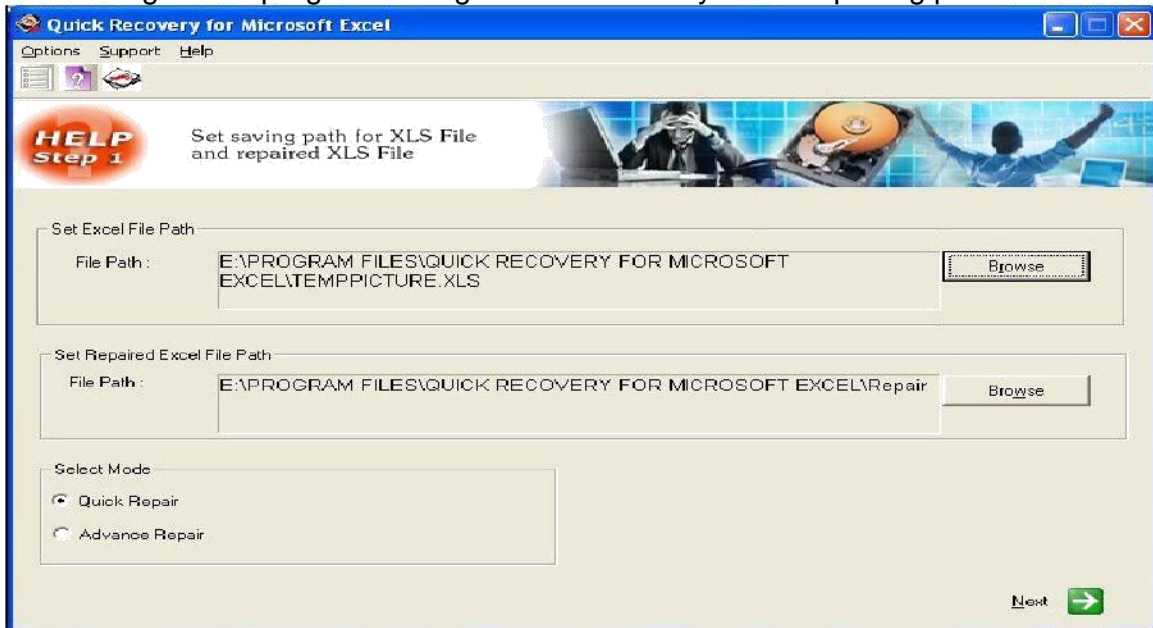 Quick Recovery for Microsoft Excel
Options Support Help
HELP
Step 1
Set saving path for XLS File
and repaired XLS File
Set Excel File Path
File Path :
E:\PROGRAM FILES\QUICK RECOVERY FOR MICROSOFT
EXCEL\TEMPPICTURE.XLS
Browse
Set Repaired Excel File Path
File Path :
E:\PROGRAM FILES\QUICK RECOVERY FOR MICROSOFT EXCEL\Repair
Browse
Select Mode
Quick Repair
Advance Repair
Next